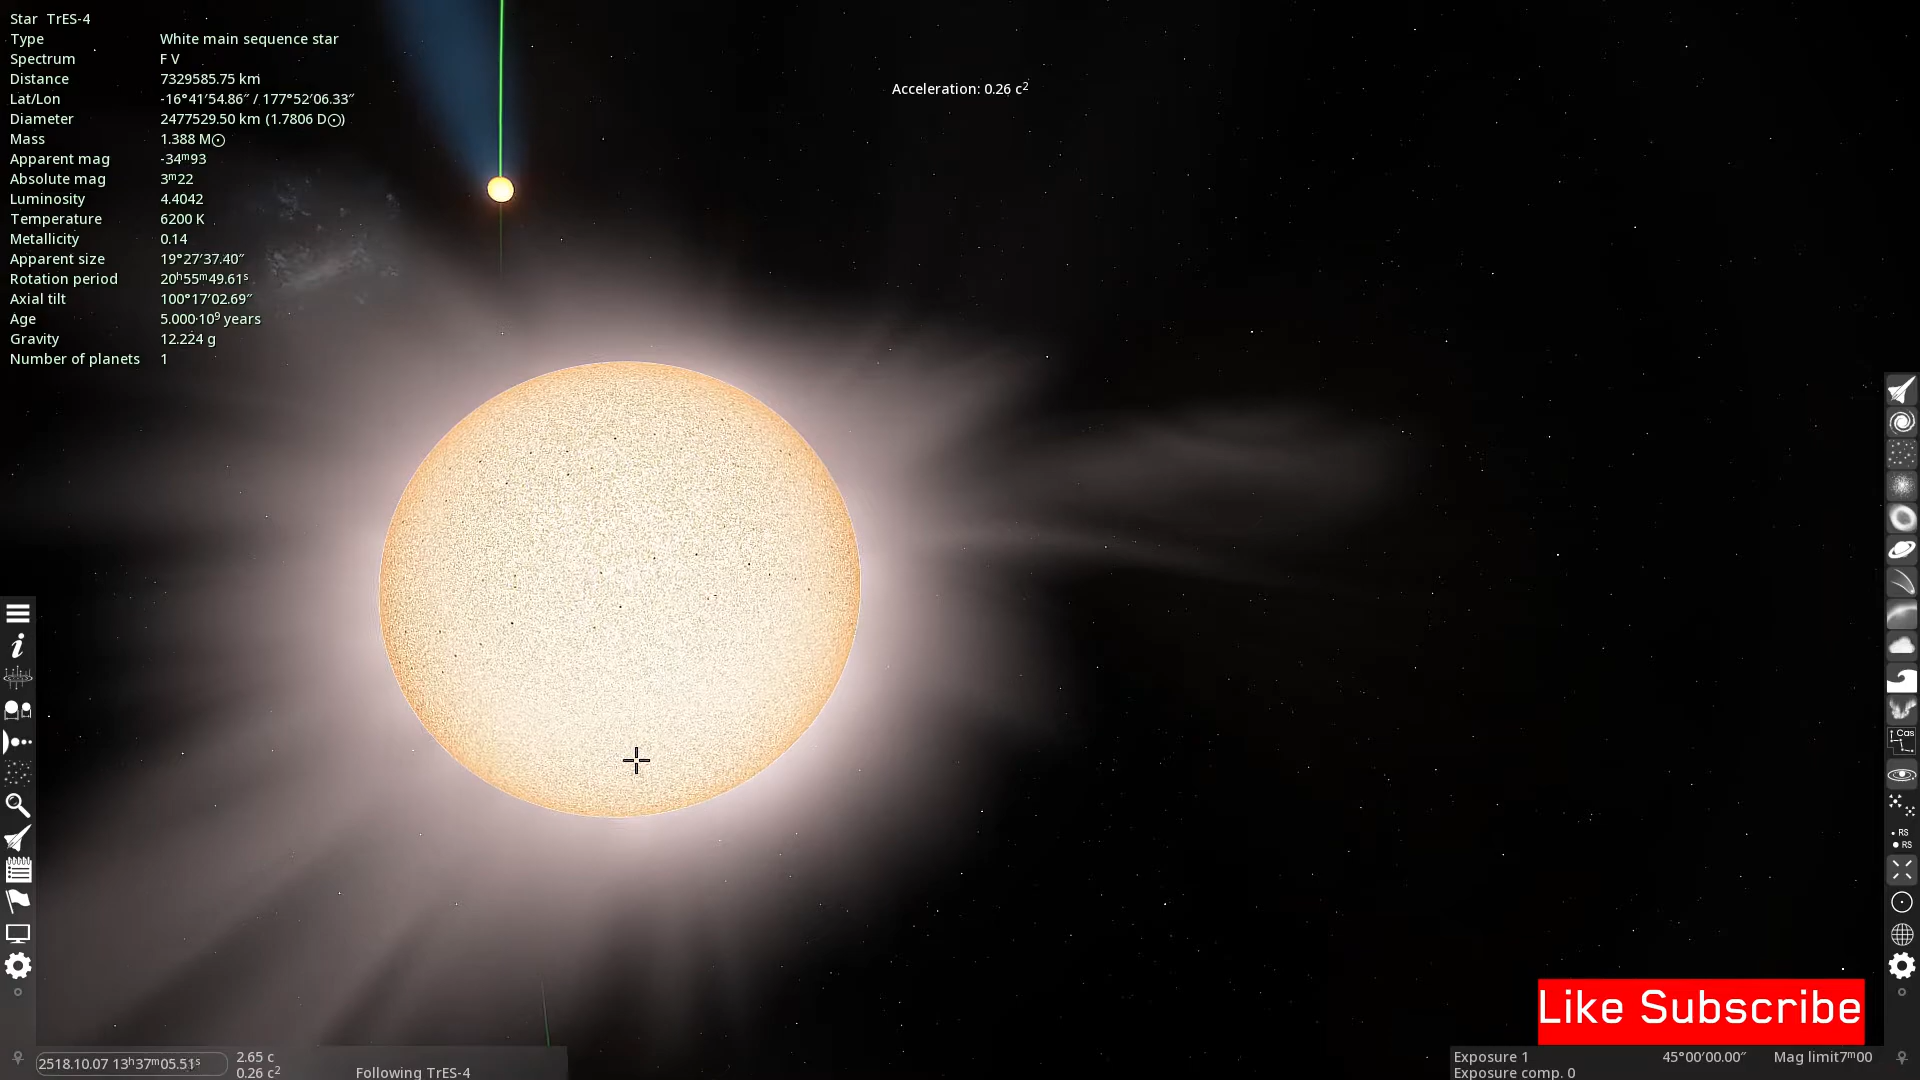 Star TrES-4
Type White main sequence star
Spectrum F V
Distance 7329585.75 km
Lat/Lon -16°41′54.86″ / 177°52′06.33″
Diameter 2477529.50 km (1.7806 D☉)
Mass 1.388 M☉
Apparent mag -34ᵐ93
Absolute mag 3ᵐ22
Luminosity 4.4042
Temperature 6200 K
Metallicity 0.14
Apparent size 19°27′37.40″
Rotation period 20ʰ55ᵐ49.61ˢ
Axial tilt 100°17′02.69″
Age 5.000·10⁹ years
Gravity 12.224 g
Number of planets 1
Acceleration: 0.26 c²
Cas
RS
RS
Like Subscribe
2518.10.07 13ʰ37ᵐ05.51ˢ
2.65 c
0.26 c²
Following TrES-4
Exposure 1 45°00′00.00″ Mag limit7ᵐ00
Exposure comp. 0